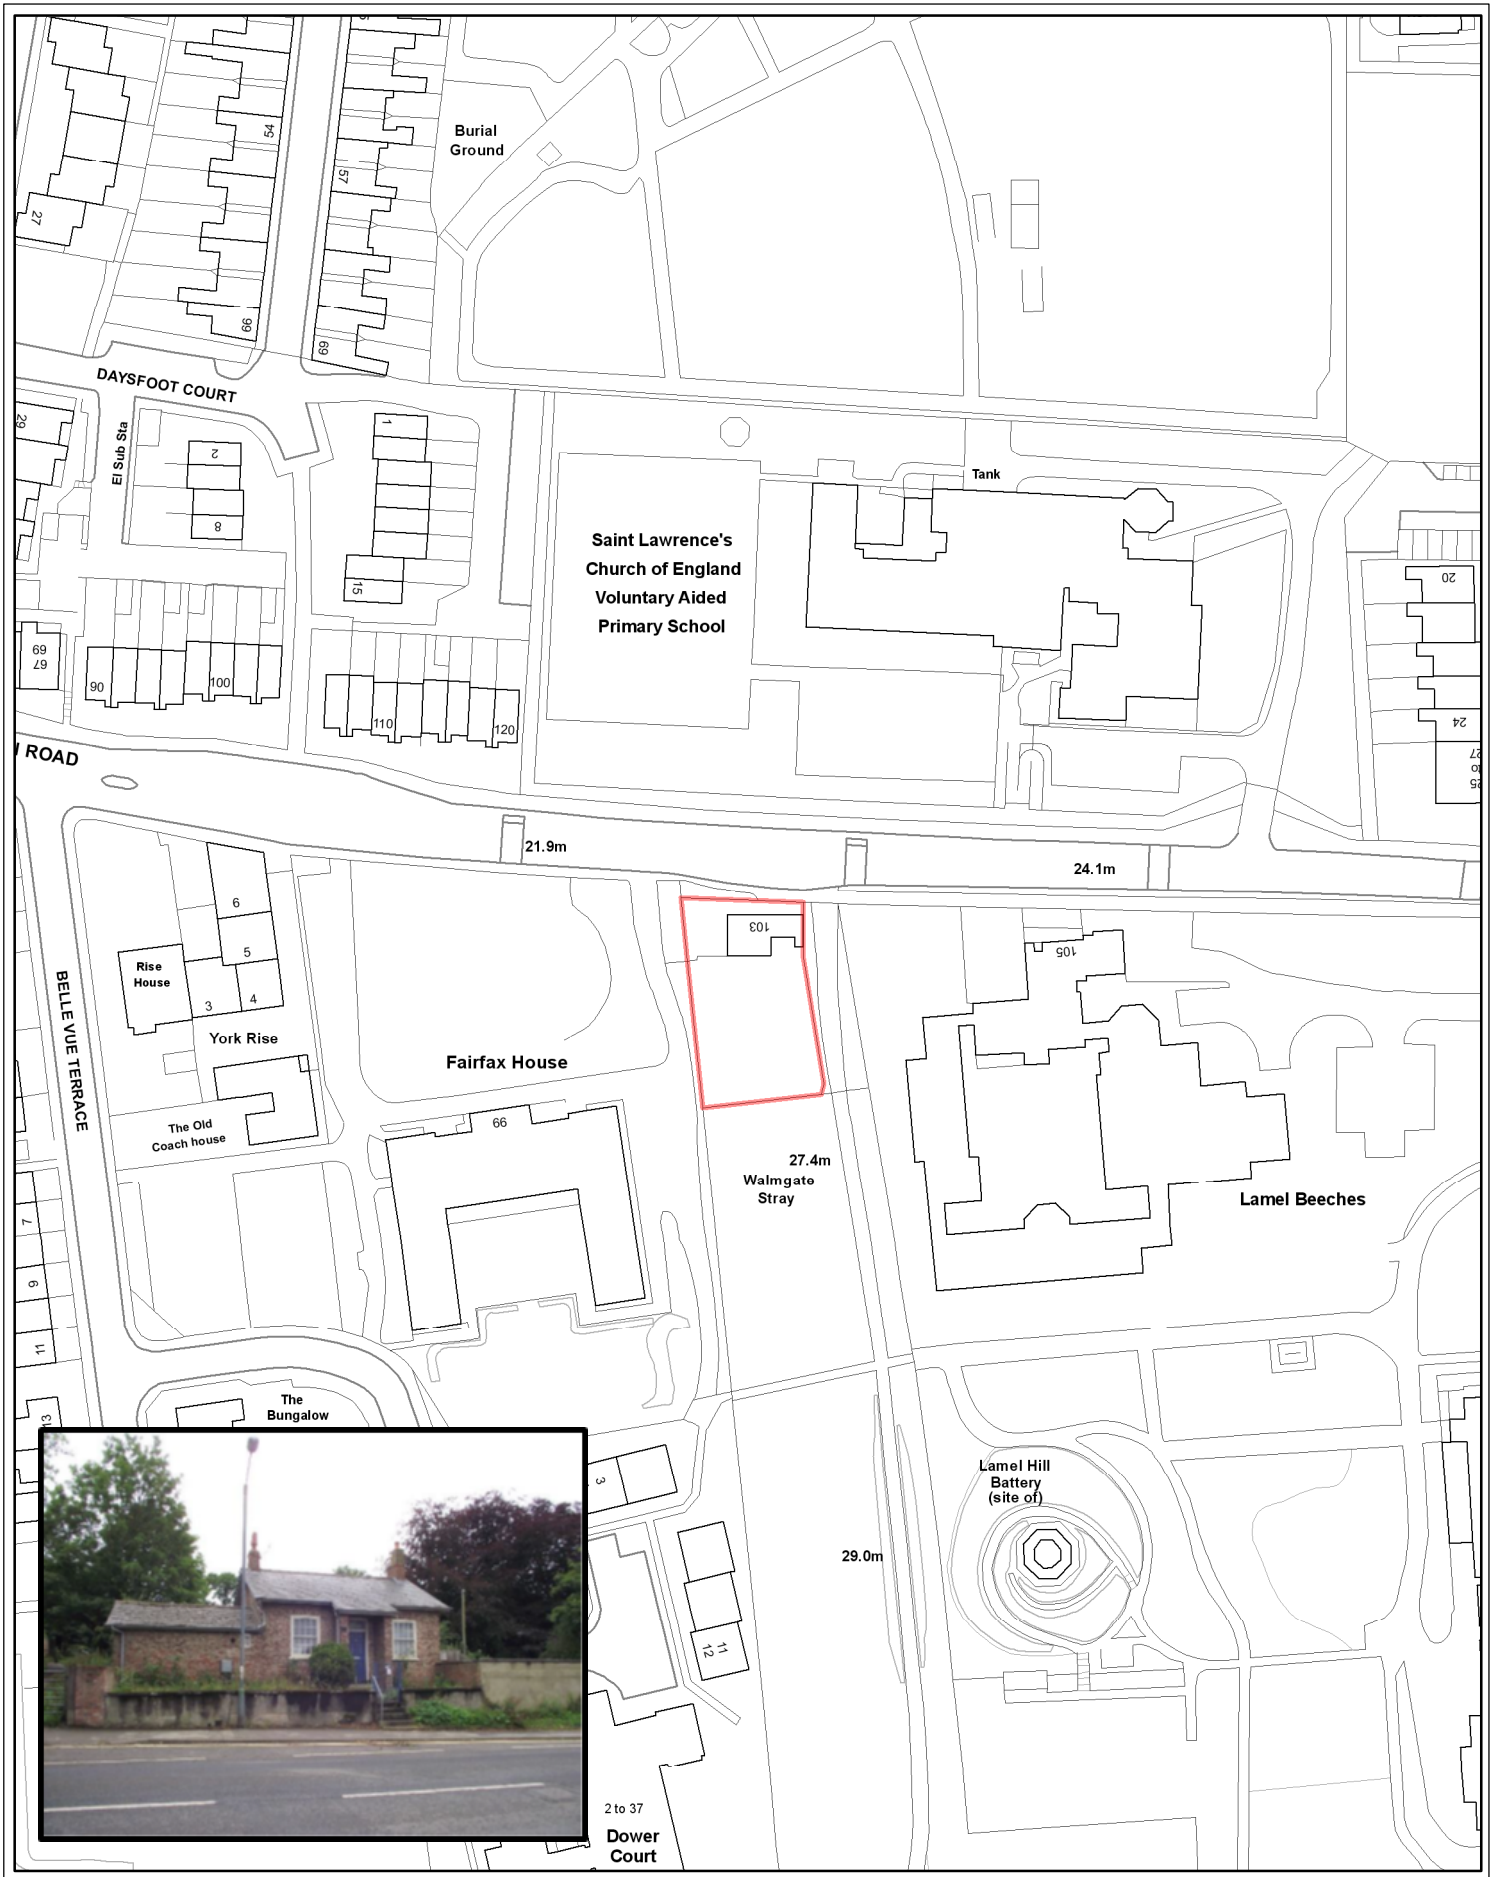 54
Burial
Ground
57
27
66
69
DAYSFOOT COURT
29
El Sub Sta
2
8
1
15
Tank
Saint Lawrence's
Church of England
Voluntary Aided
Primary School
20
24
27
to
25
69
67
90
100
110
120
ROAD
21.9m
24.1m
6
5
4
3
Rise
House
York Rise
103
105
BELLE VUE TERRACE
Fairfax House
The Old
Coach house
66
27.4m
Walmgate
Stray
Lamel Beeches
7
9
11
13
The
Bungalow
3
Lamel Hill
Battery
(site of)
29.0m
11
12
2 to 37
Dower
Court